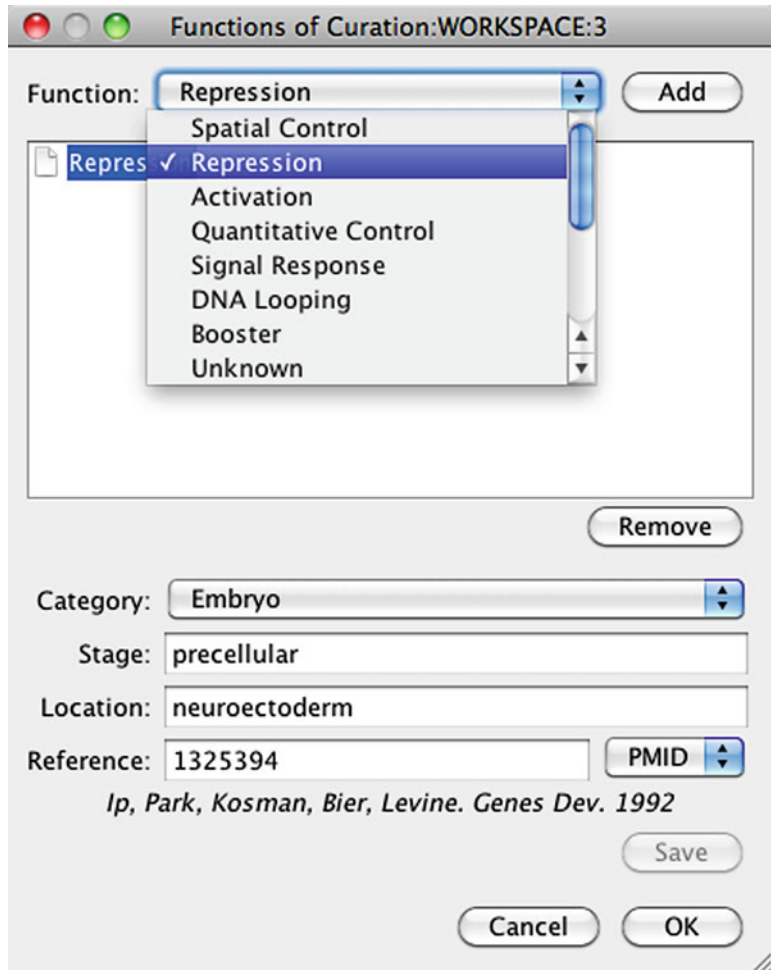 Functions of Curation:WORKSPACE:3
Function: Repression Add
Spatial Control
Repres ✓ Repression
Activation
Quantitative Control
Signal Response
DNA Looping
Booster
Unknown
Remove
Category: Embryo
Stage: precellular
Location: neuroectoderm
Reference: 1325394 PMID
Ip, Park, Kosman, Bier, Levine. Genes Dev. 1992
Save
Cancel OK